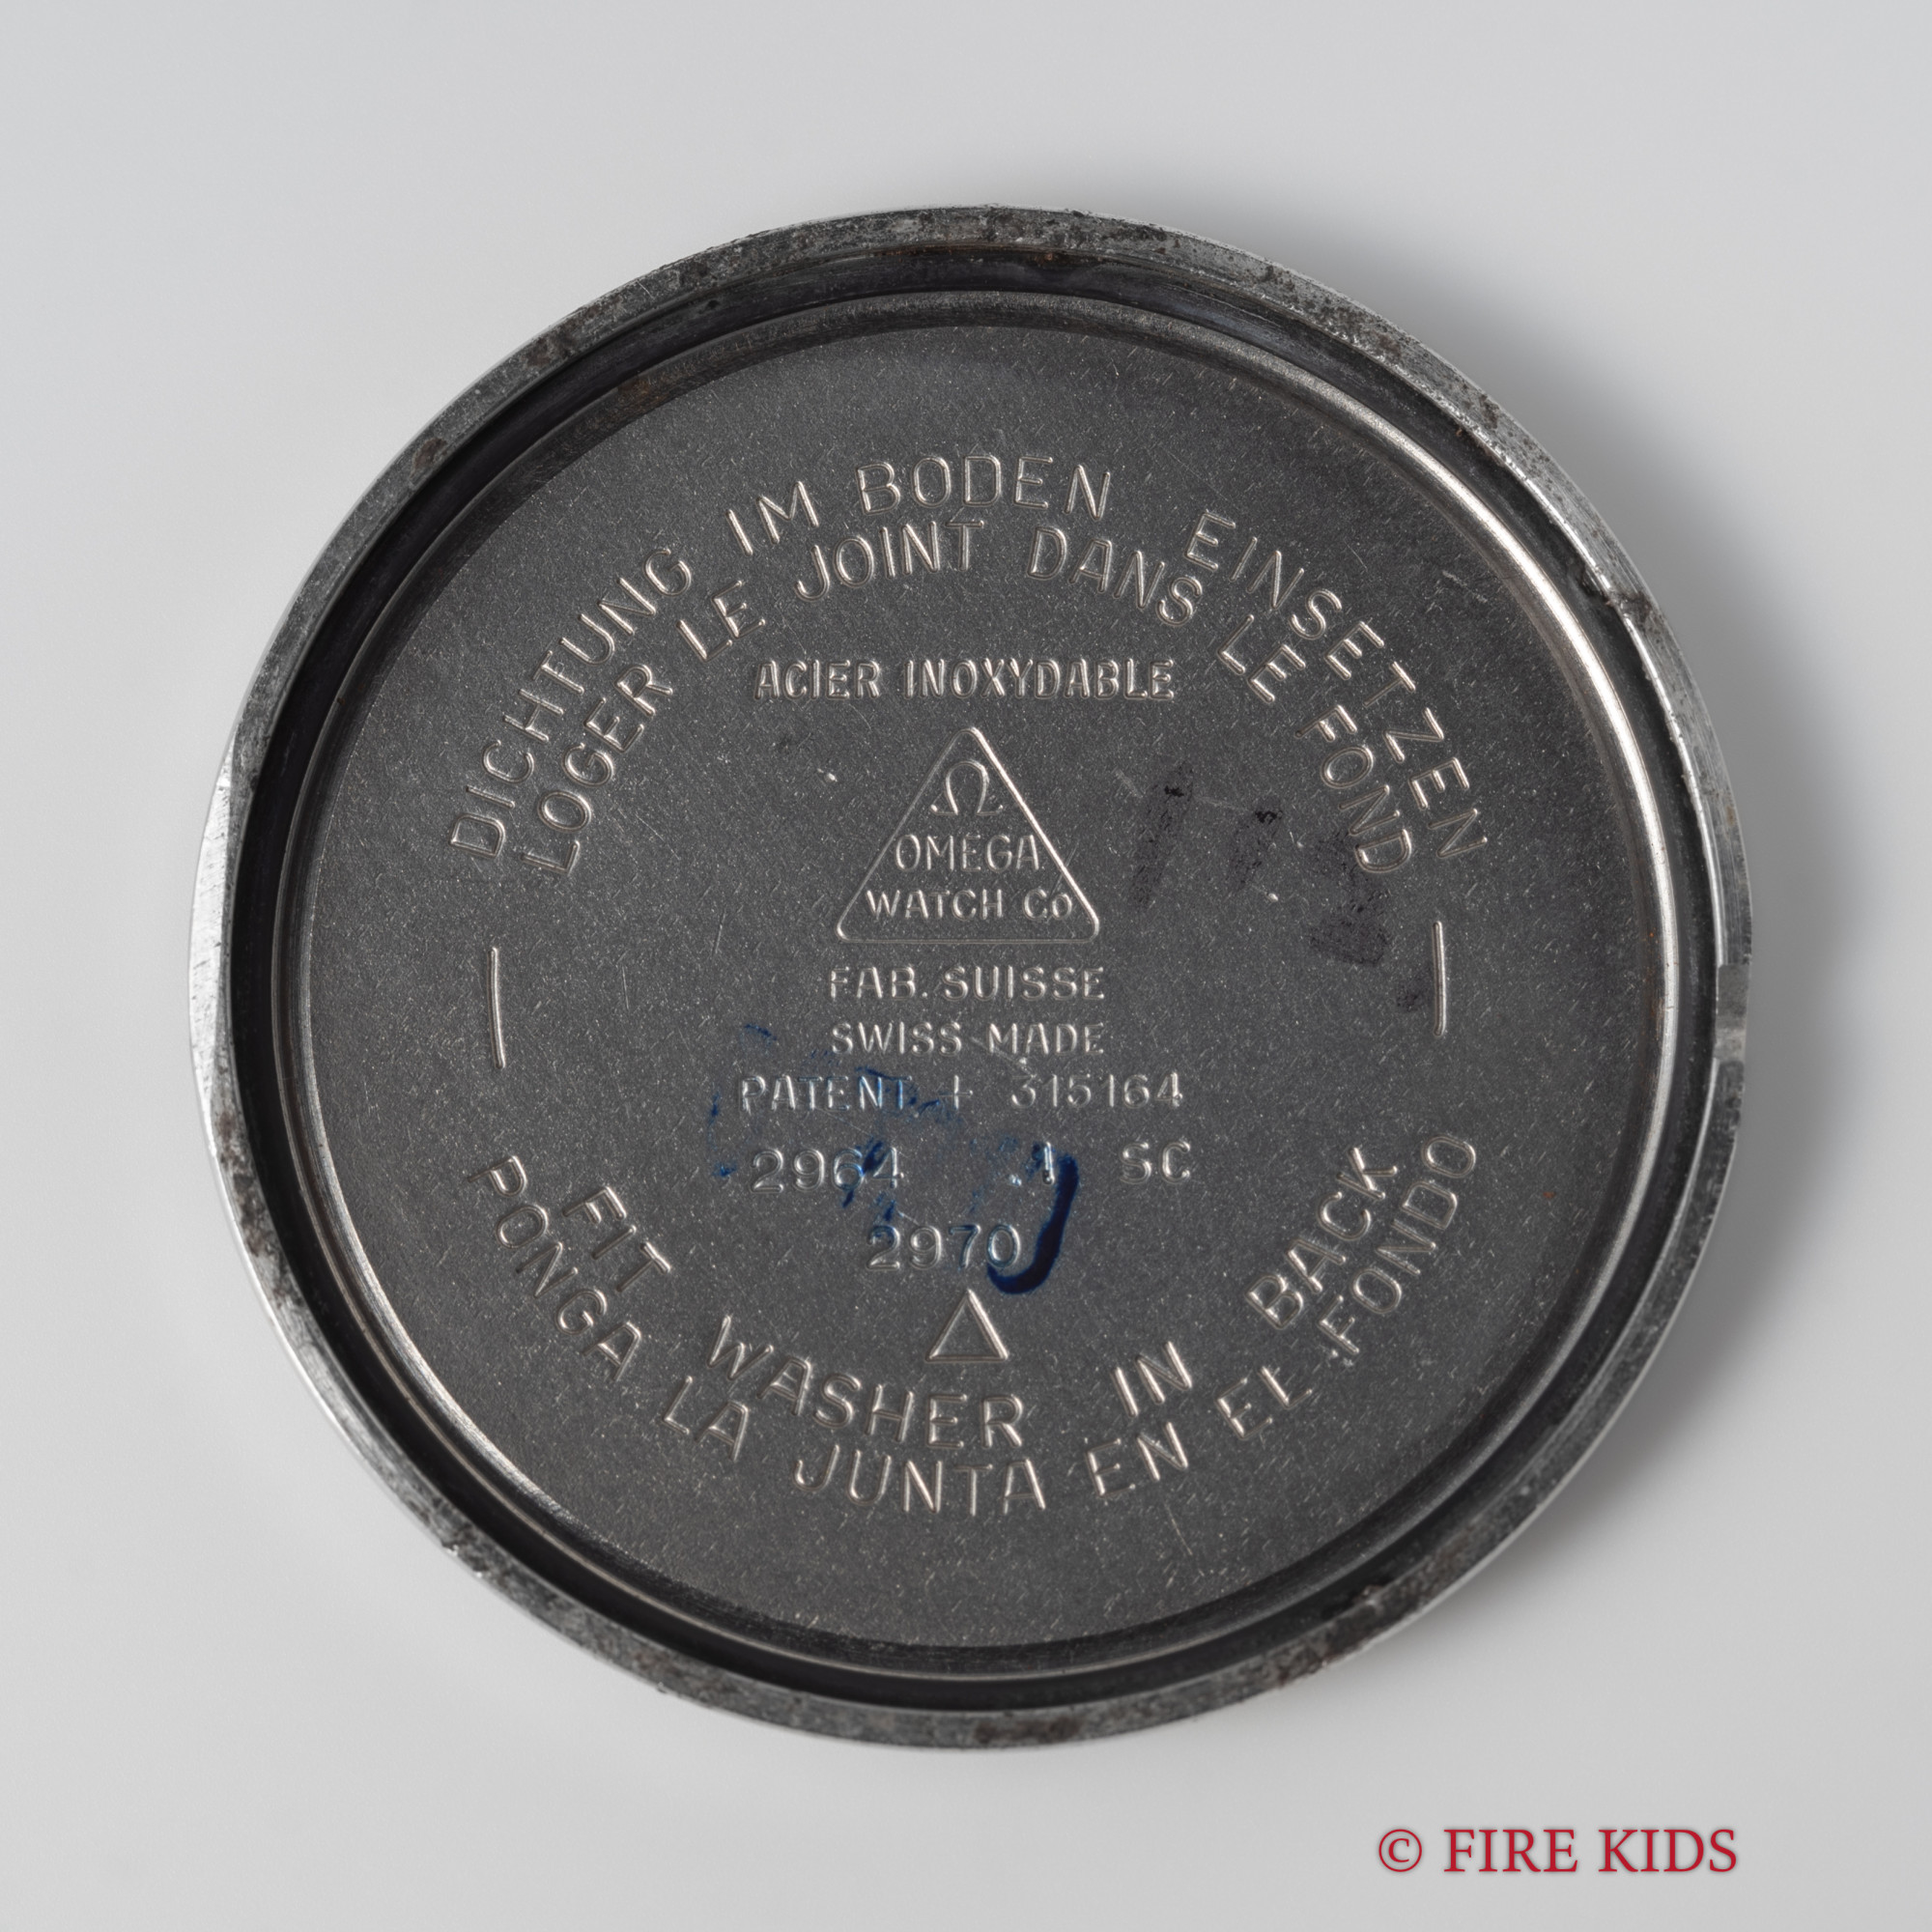 DICHTUNG IM BODEN EINSETZEN
LOGER LE JOINT DANS LE FOND
ACIER INOXYDABLE
Ω
OMEGA
WATCH Co
FAB. SUISSE
SWISS MADE
PATENT + 315164
2964 SC
2970
FIT WASHER IN BACK
PONGA LA JUNTA EN EL FONDO
© FIRE KIDS